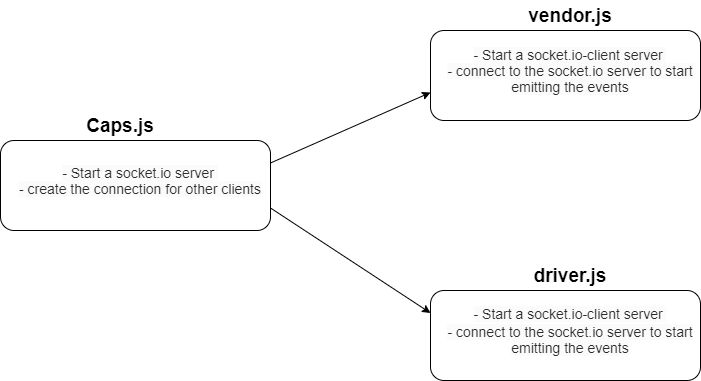 vendor.js
- Start a socket.io-client server
- connect to the socket.io server to start
emitting the events
Caps.js
- Start a socket.io server
- create the connection for other clients
driver.js
- Start a socket.io-client server
- connect to the socket.io server to start
emitting the events